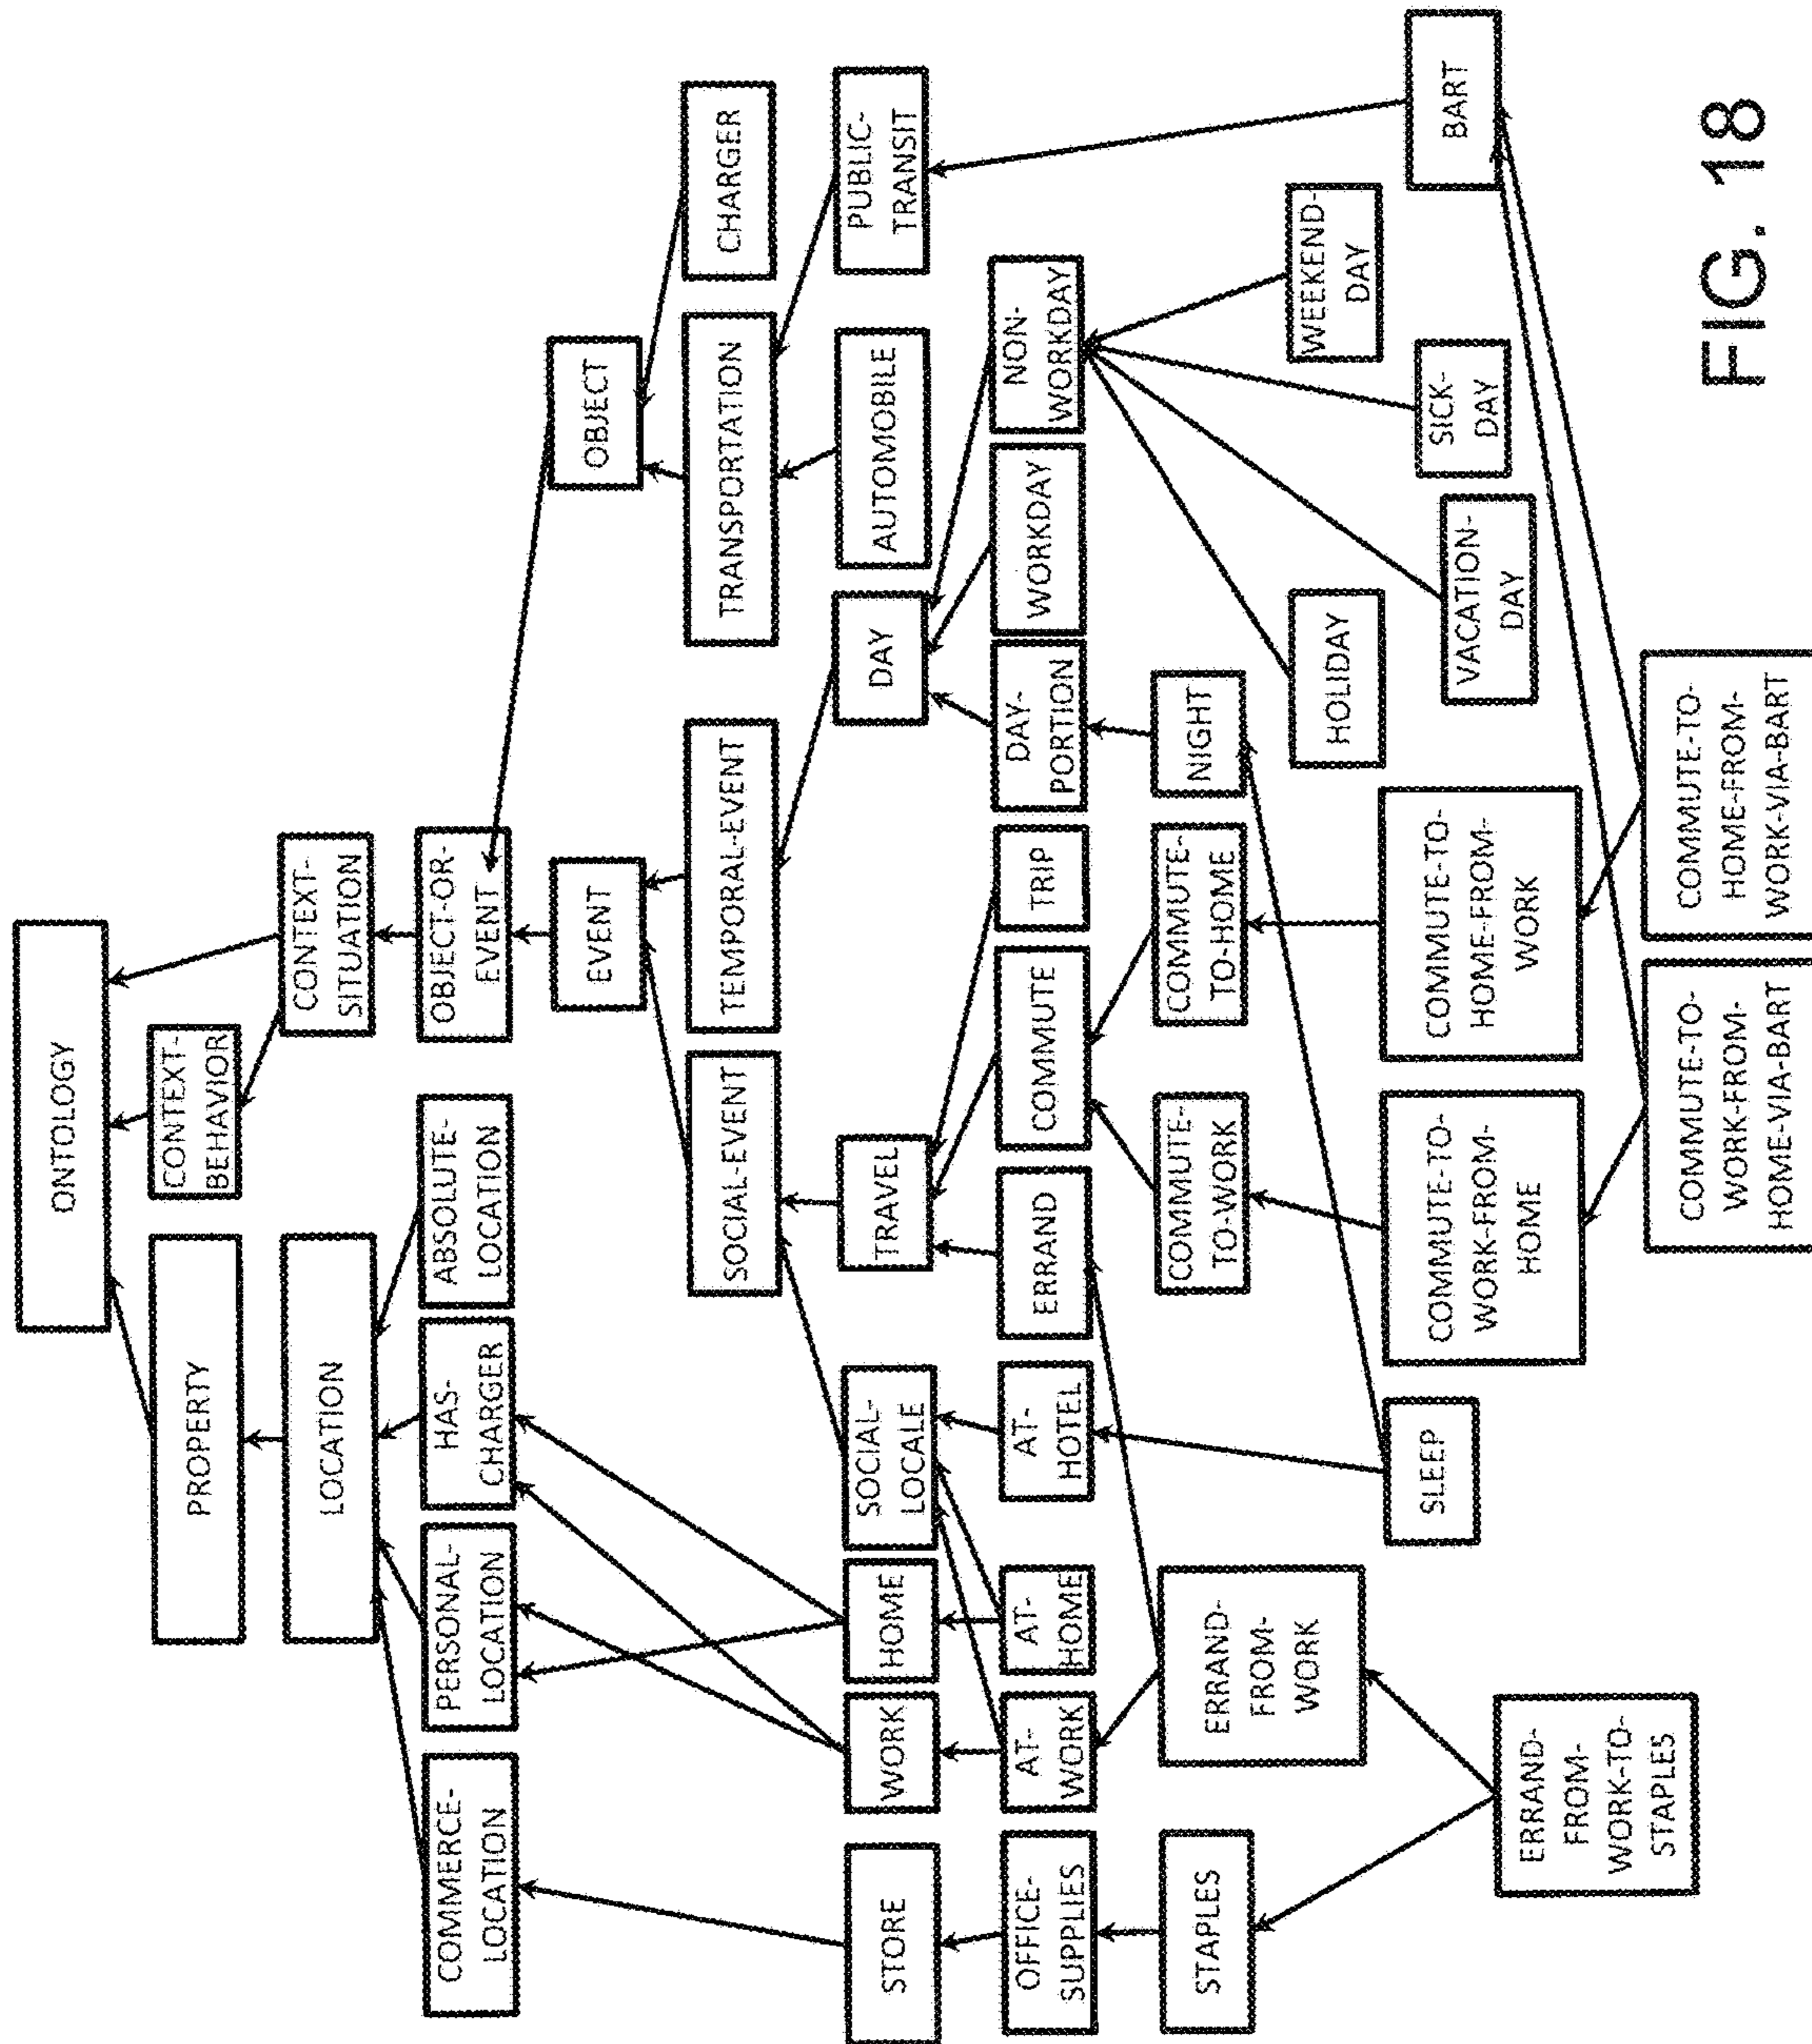 ONTOLOGY
PROPERTY
CONTEXT-
BEHAVIOR
CONTEXT-
SITUATION
LOCATION
COMMERCE-
LOCATION
PERSONAL-
LOCATION
HAS-
CHARGER
ABSOLUTE-
LOCATION
OBJECT-OR-
EVENT
EVENT
OBJECT
SOCIAL-EVENT
TEMPORAL-EVENT
TRANSPORTATION
CHARGER
STORE
WORK
HOME
SOCIAL-
LOCALE
TRAVEL
DAY
AUTOMOBILE
PUBLIC-
TRANSIT
OFFICE-
SUPPLIES
AT-
WORK
AT-
HOME
AT-
HOTEL
ERRAND
COMMUTE
TRIP
DAY-
PORTION
WORKDAY
NON-
WORKDAY
STAPLES
ERRAND-
FROM-
WORK
COMMUTE-
TO-WORK
COMMUTE-
TO-HOME
NIGHT
HOLIDAY
WEEKEND-
DAY
SLEEP
COMMUTE-TO-
WORK-FROM-
HOME
COMMUTE-TO-
HOME-FROM-
WORK
VACATION-
DAY
SICK-
DAY
BART
ERRAND-
FROM-
WORK-TO-
STAPLES
COMMUTE-TO-
WORK-FROM-
HOME-VIA-BART
COMMUTE-TO-
HOME-FROM-
WORK-VIA-BART
FIG. 18